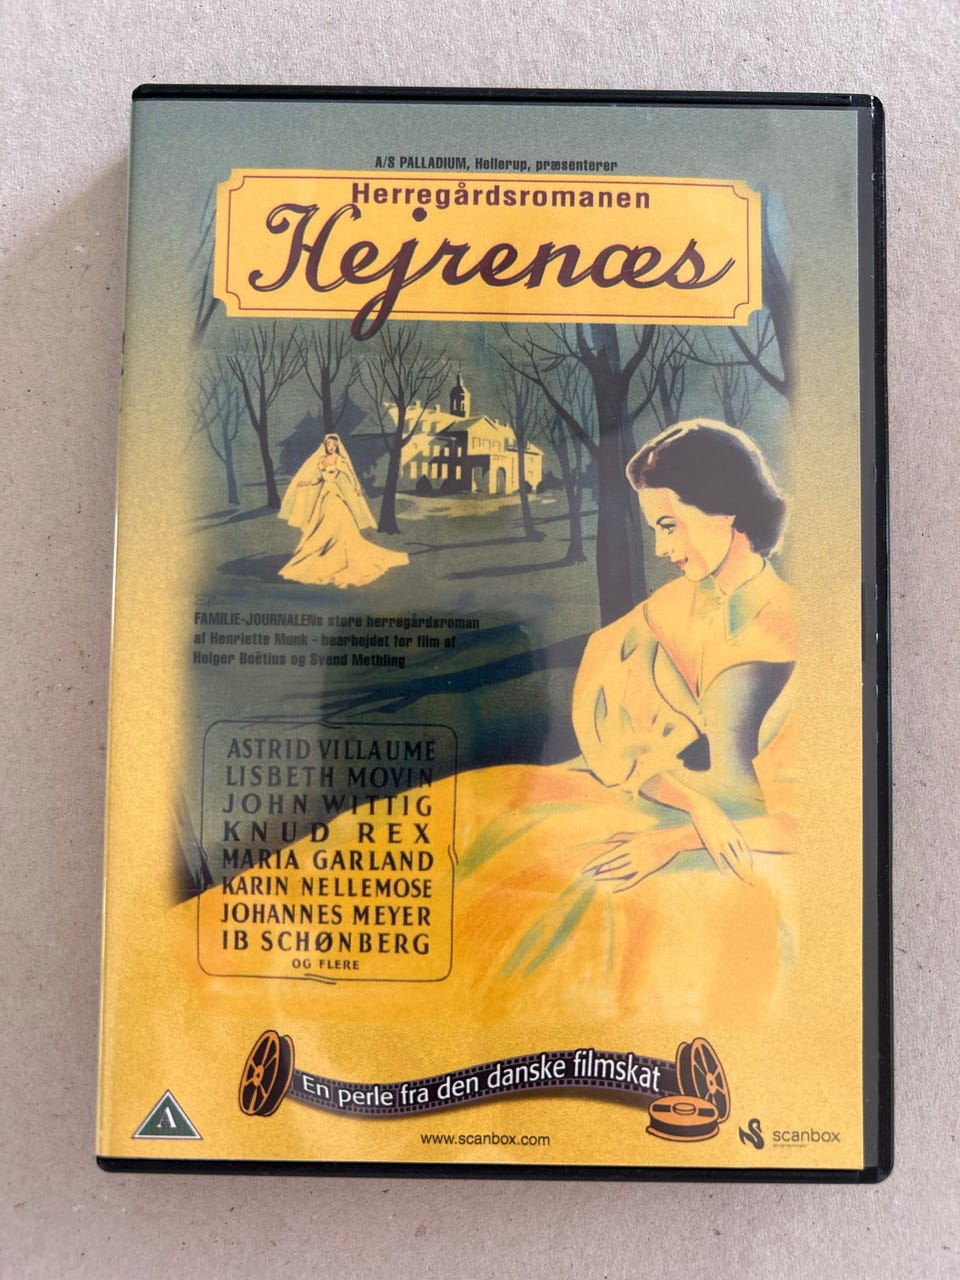 A/S PALLADIUM, Hellerup, præsenterer
Herregårdsromanen
Hejrenæs
FAMILIE-JOURNALENs store herregårdsroman
af Henriette Munk - bearbejdet for film af
Holger Boëtius og Svend Methling
ASTRID VILLAUME
LISBETH MOVIN
JOHN WITTIG
KNUD REX
MARIA GARLAND
KARIN NELLEMOSE
JOHANNES MEYER
IB SCHØNBERG
OG FLERE
En perle fra den danske filmskat
A
www.scanbox.com
scanbox